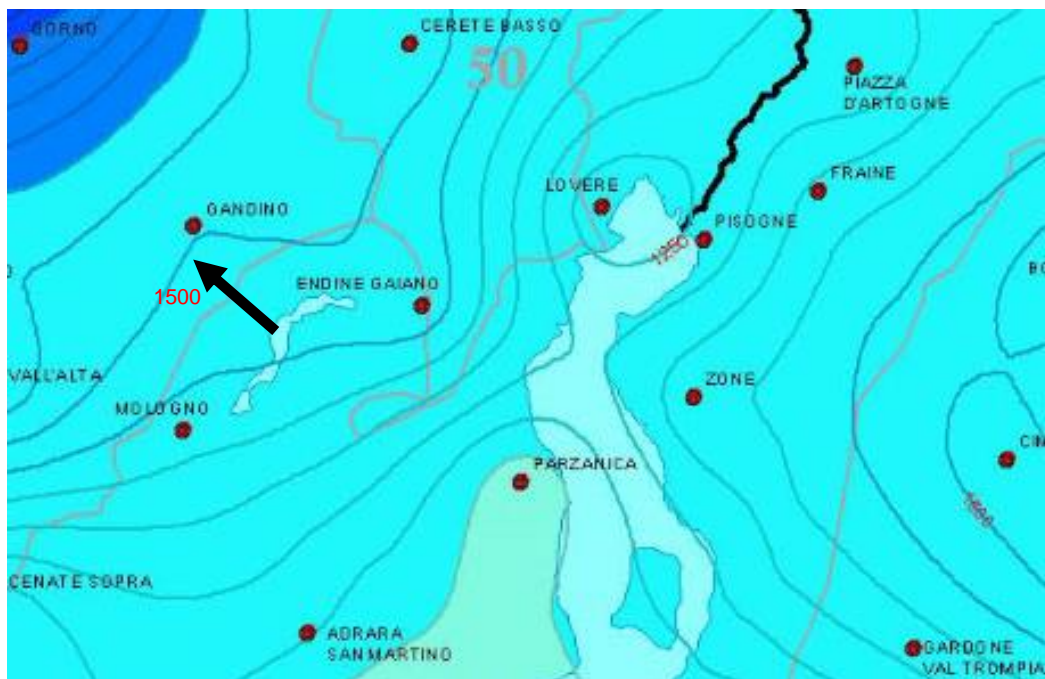 GORNO
CERETE BASSO
50
PIAZZA
D'ARTOGNE
FRAINE
LOVERE
GANDINO
PISOGNE
1250
ENDINE GAIANO
1500
VALL'ALTA
ZONE
MOLOGNO
PARZANICA
CENATE SOPRA
ADRARA
SAN MARTINO
GARDONE
VAL TROMPIA